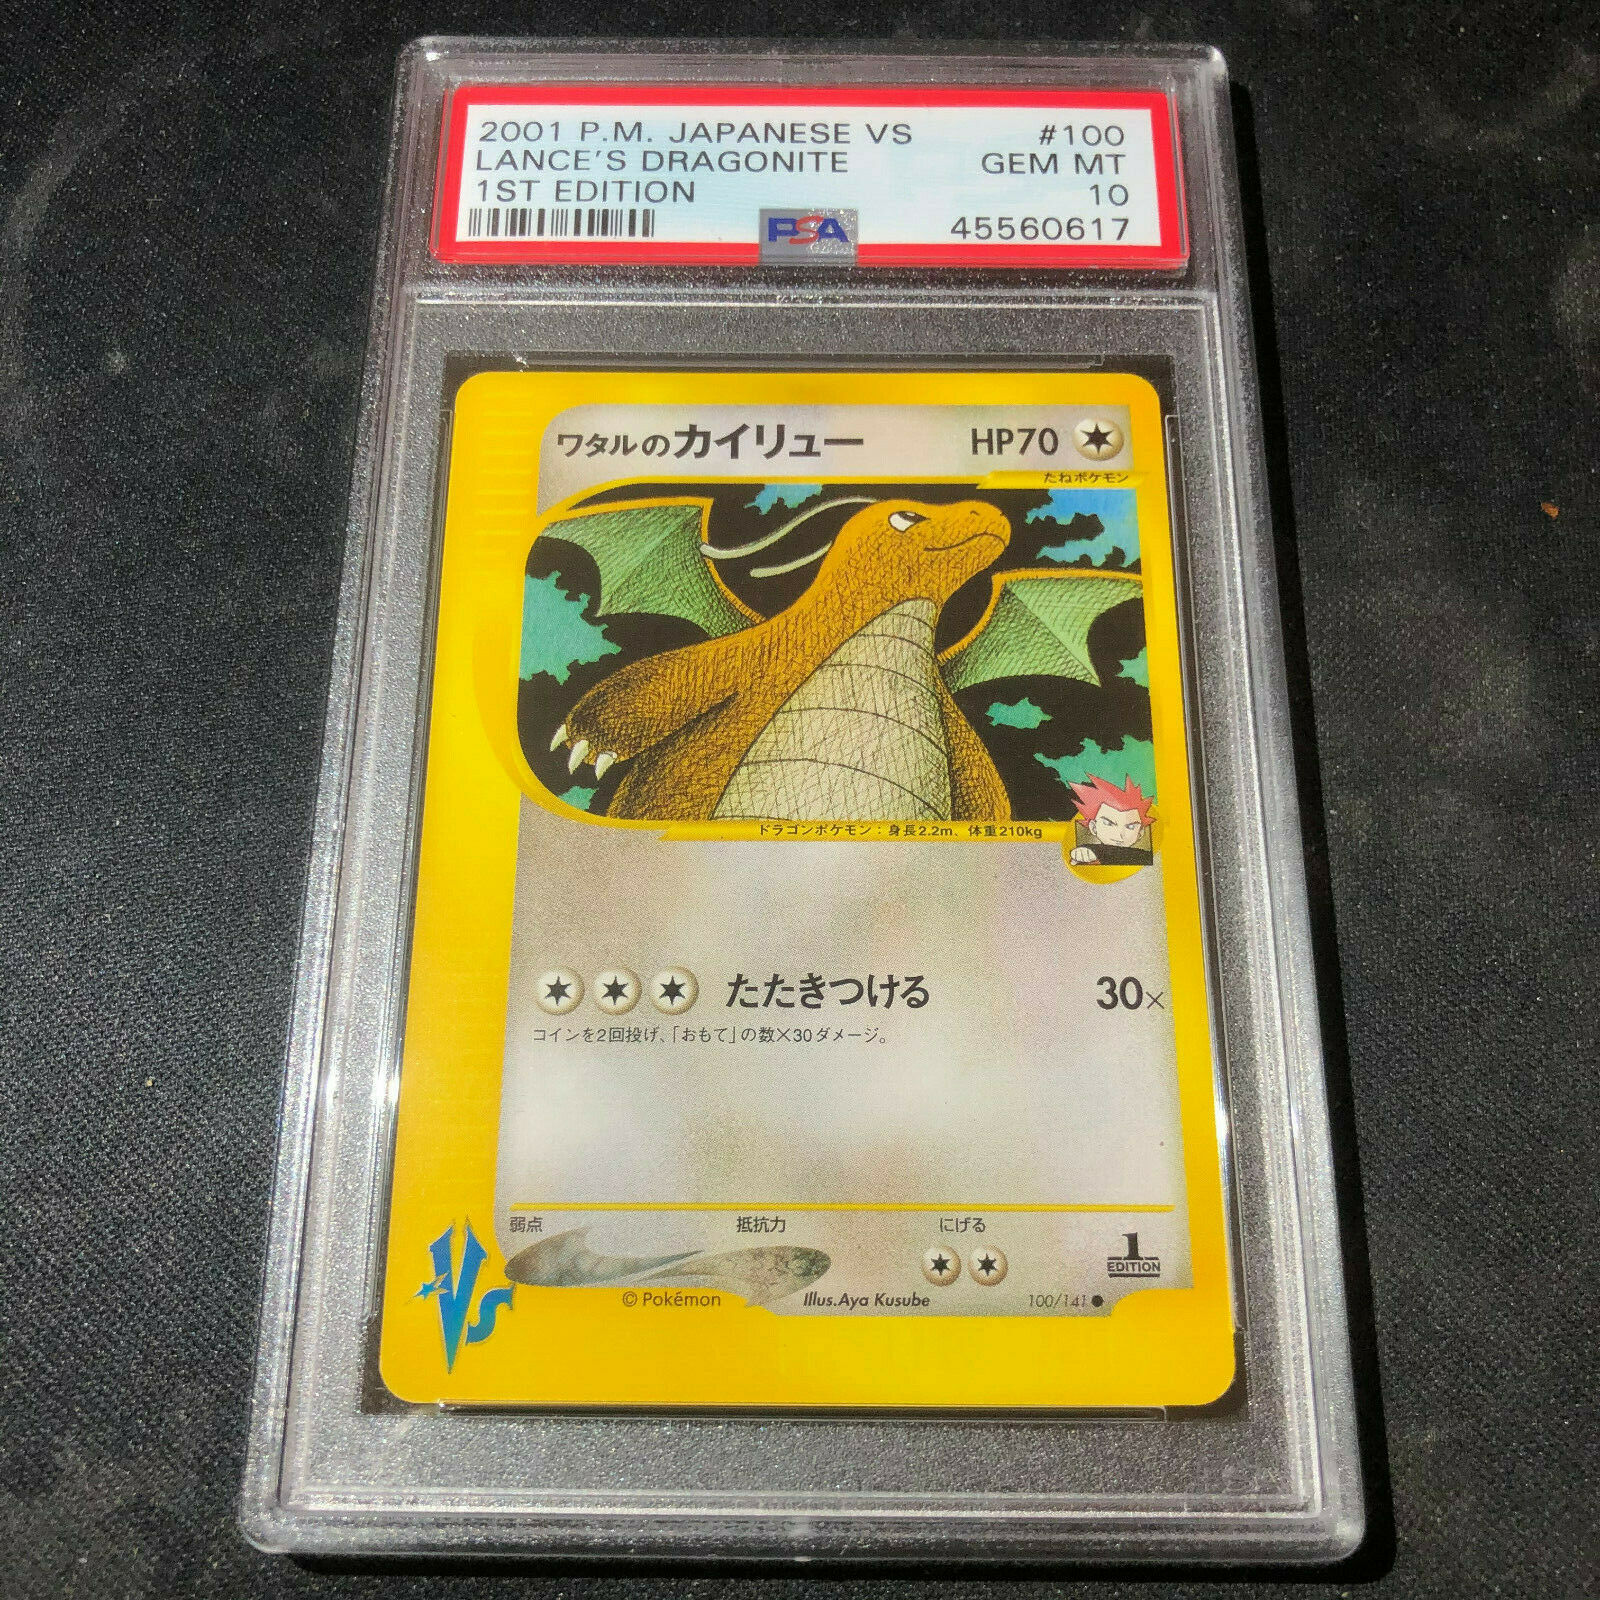 2001 P.M. JAPANESE VS #100
LANCE'S DRAGONITE GEM MT
1ST EDITION 10
PSA 45560617
ワタルのカイリュー HP70
たねポケモン
ドラゴンポケモン：身長2.2m、体重210kg
たたきつける 30×
コインを2回投げ、「おもて」の数×30ダメージ。
弱点 抵抗力 にげる
1
EDITION
VS
© Pokémon Illus.Aya Kusube 100/141